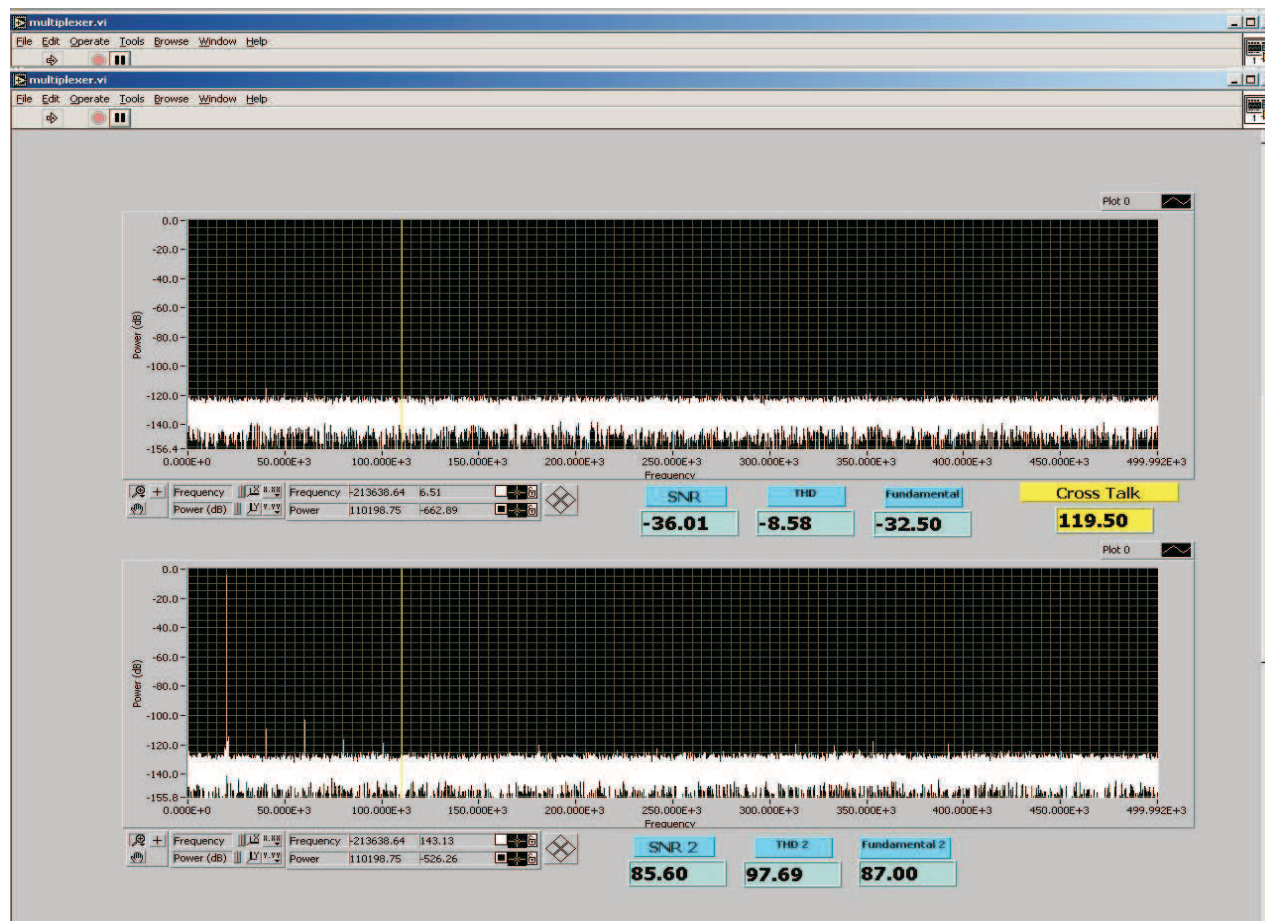 multiplexer.vi
File Edit Operate Tools Browse Window Help
multiplexer.vi
File Edit Operate Tools Browse Window Help
Plot 0
0.0
-20.0
-40.0
-60.0
-80.0
-100.0
-120.0
-140.0
-156.4
Power (dB)
0.000E+0 50.000E+3 100.000E+3 150.000E+3 200.000E+3 250.000E+3 300.000E+3 350.000E+3 400.000E+3 450.000E+3 499.992E+3
Frequency
Frequency Frequency -213638.64 6.51
Power (dB) Power 110198.75 -662.89
SNR THD Fundamental Cross Talk
-36.01 -8.58 -32.50 119.50
Plot 0
0.0
-20.0
-40.0
-60.0
-80.0
-100.0
-120.0
-140.0
-155.8
Power (dB)
0.000E+0 50.000E+3 100.000E+3 150.000E+3 200.000E+3 250.000E+3 300.000E+3 350.000E+3 400.000E+3 450.000E+3 499.992E+3
Frequency
Frequency Frequency -213638.64 143.13
Power (dB) Power 110198.75 -526.26
SNR 2 THD 2 Fundamental 2
85.60 97.69 87.00